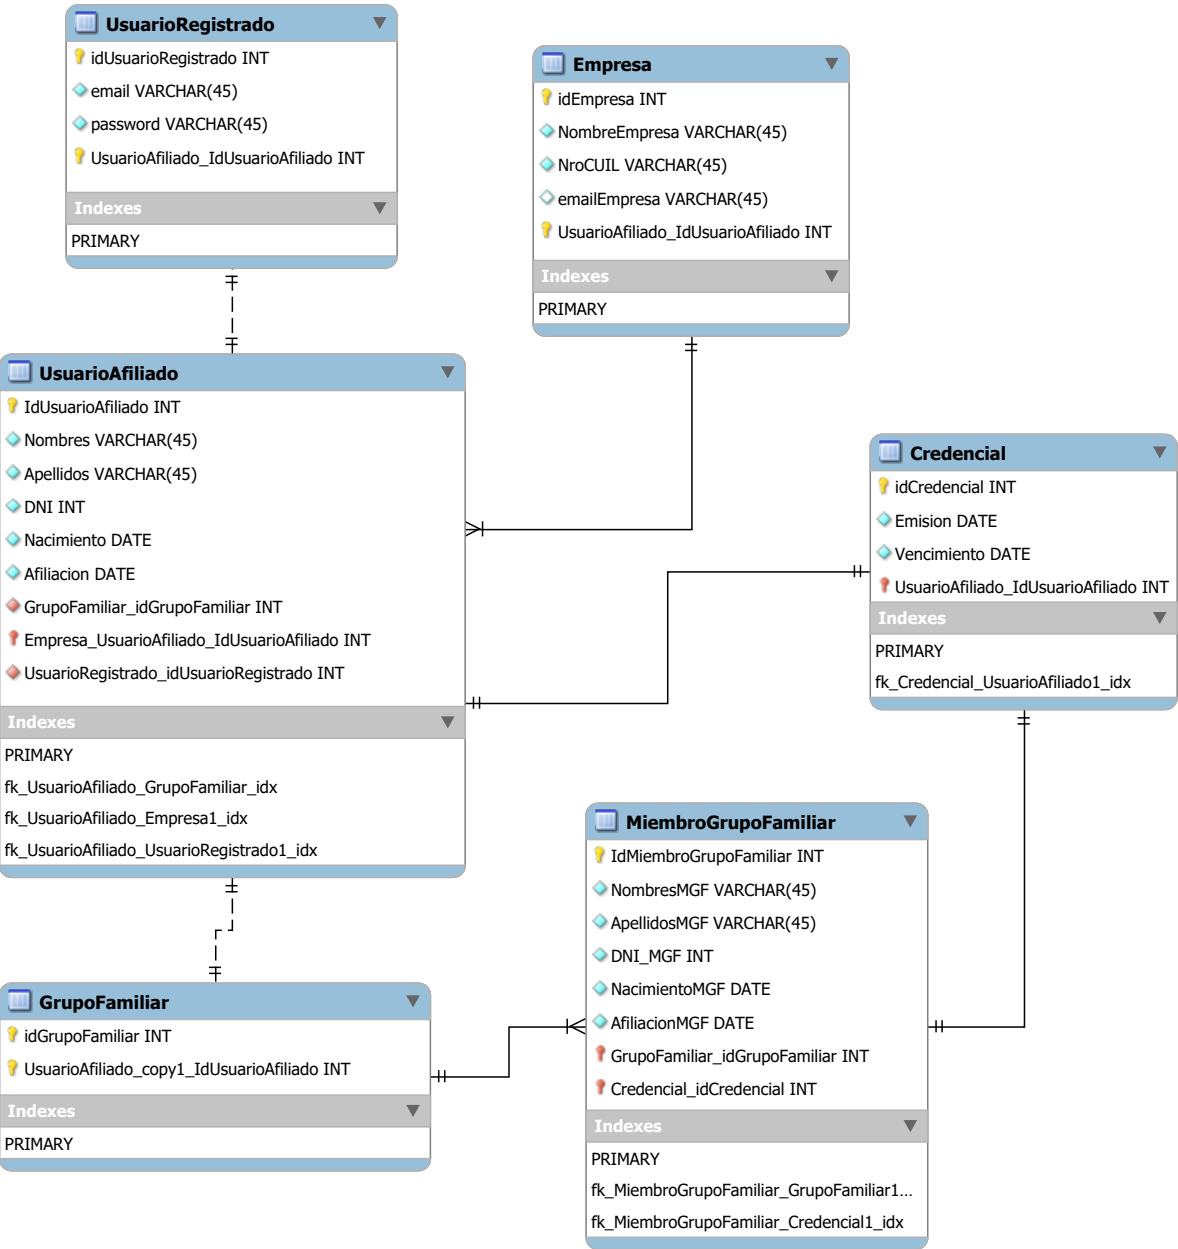 UsuarioRegistrado
idUsuarioRegistrado INT
email VARCHAR(45)
password VARCHAR(45)
UsuarioAfiliado_IdUsuarioAfiliado INT
Indexes
PRIMARY
Empresa
idEmpresa INT
NombreEmpresa VARCHAR(45)
NroCUIL VARCHAR(45)
emailEmpresa VARCHAR(45)
UsuarioAfiliado_IdUsuarioAfiliado INT
Indexes
PRIMARY
UsuarioAfiliado
IdUsuarioAfiliado INT
Nombres VARCHAR(45)
Apellidos VARCHAR(45)
DNI INT
Nacimiento DATE
Afiliacion DATE
GrupoFamiliar_idGrupoFamiliar INT
Empresa_UsuarioAfiliado_IdUsuarioAfiliado INT
UsuarioRegistrado_idUsuarioRegistrado INT
Indexes
PRIMARY
fk_UsuarioAfiliado_GrupoFamiliar_idx
fk_UsuarioAfiliado_Empresa1_idx
fk_UsuarioAfiliado_UsuarioRegistrado1_idx
Credencial
idCredencial INT
Emision DATE
Vencimiento DATE
UsuarioAfiliado_IdUsuarioAfiliado INT
Indexes
PRIMARY
fk_Credencial_UsuarioAfiliado1_idx
MiembroGrupoFamiliar
IdMiembroGrupoFamiliar INT
NombresMGF VARCHAR(45)
ApellidosMGF VARCHAR(45)
DNI_MGF INT
NacimientoMGF DATE
AfiliacionMGF DATE
GrupoFamiliar_idGrupoFamiliar INT
Credencial_idCredencial INT
Indexes
PRIMARY
fk_MiembroGrupoFamiliar_GrupoFamiliar1...
fk_MiembroGrupoFamiliar_Credencial1_idx
GrupoFamiliar
idGrupoFamiliar INT
UsuarioAfiliado_copy1_IdUsuarioAfiliado INT
Indexes
PRIMARY